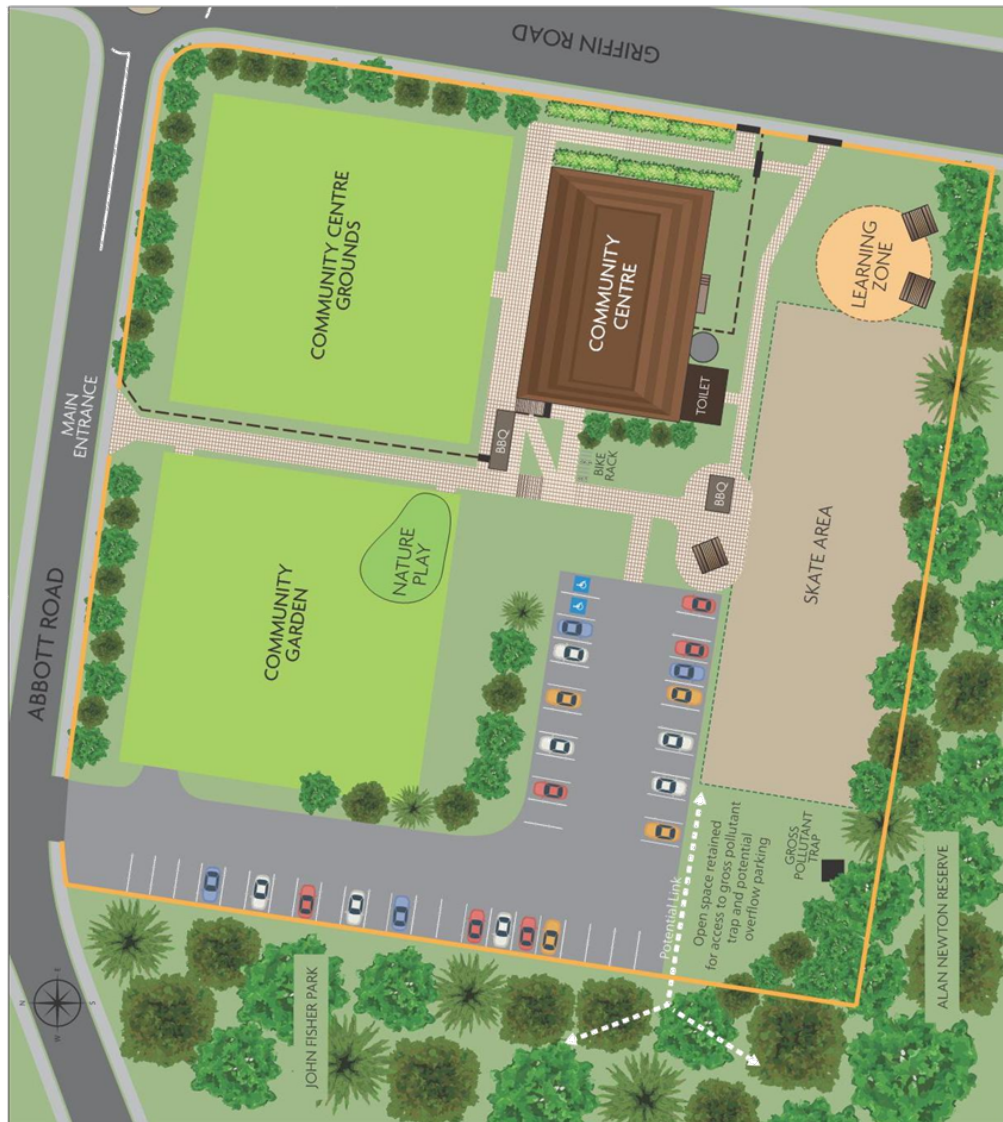 GRIFFIN ROAD
ABBOTT ROAD
MAIN
ENTRANCE
COMMUNITY CENTRE
GROUNDS
COMMUNITY
CENTRE
LEARNING
ZONE
TOILET
BBQ
BIKE
RACK
BBQ
NATURE
PLAY
COMMUNITY
GARDEN
SKATE AREA
GROSS
POLLUTANT
TRAP
Potential Link
Open space retained
for access to gross pollutant
trap and potential
overflow parking
JOHN FISHER PARK
ALAN NEWTON RESERVE
N
E
S
W